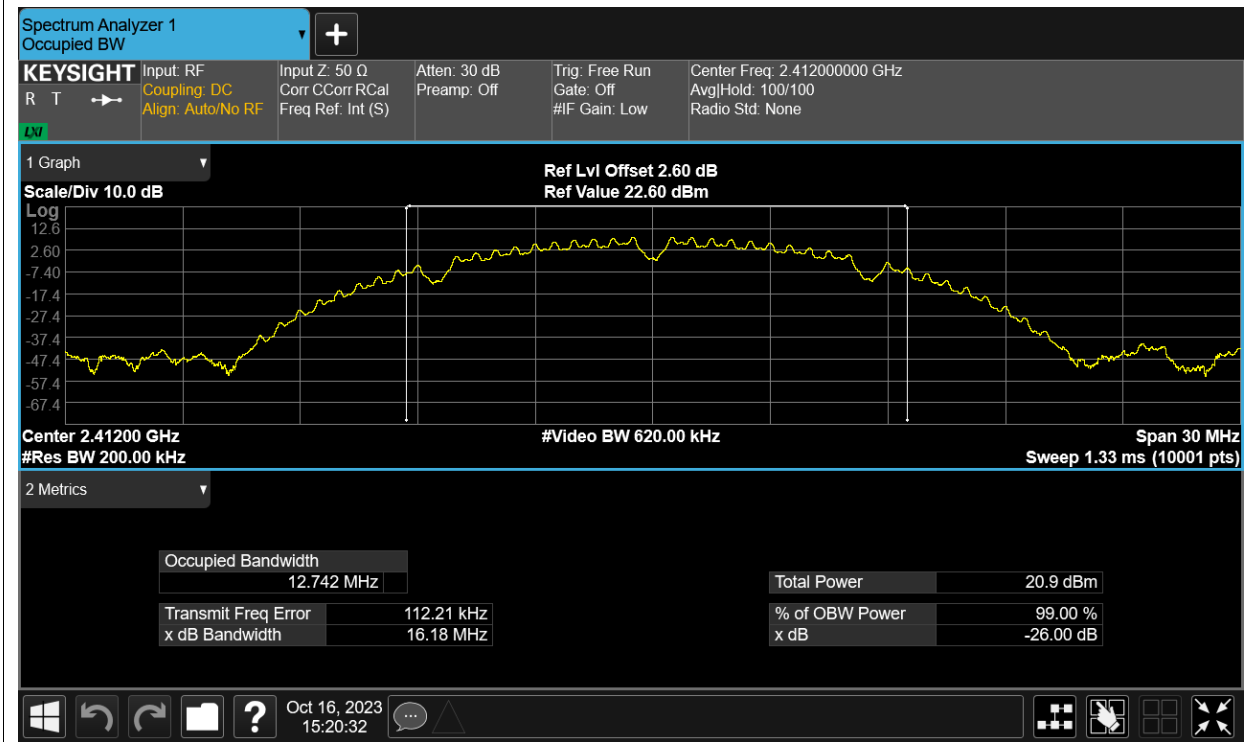 Spectrum Analyzer 1
Occupied BW
+
KEYSIGHT
R T
LXI
Input: RF
Coupling: DC
Align: Auto/No RF
Input Z: 50 Ω
Corr CCorr RCal
Freq Ref: Int (S)
Atten: 30 dB
Preamp: Off
Trig: Free Run
Gate: Off
#IF Gain: Low
Center Freq: 2.412000000 GHz
Avg|Hold: 100/100
Radio Std: None
1 Graph
Scale/Div 10.0 dB
Ref Lvl Offset 2.60 dB
Ref Value 22.60 dBm
Log
12.6
2.60
-7.40
-17.4
-27.4
-37.4
-47.4
-57.4
-67.4
Center 2.41200 GHz
#Video BW 620.00 kHz
Span 30 MHz
#Res BW 200.00 kHz
Sweep 1.33 ms (10001 pts)
2 Metrics
Occupied Bandwidth
12.742 MHz
Total Power 20.9 dBm
Transmit Freq Error 112.21 kHz
% of OBW Power 99.00 %
x dB Bandwidth 16.18 MHz
x dB -26.00 dB
?
Oct 16, 2023
15:20:32